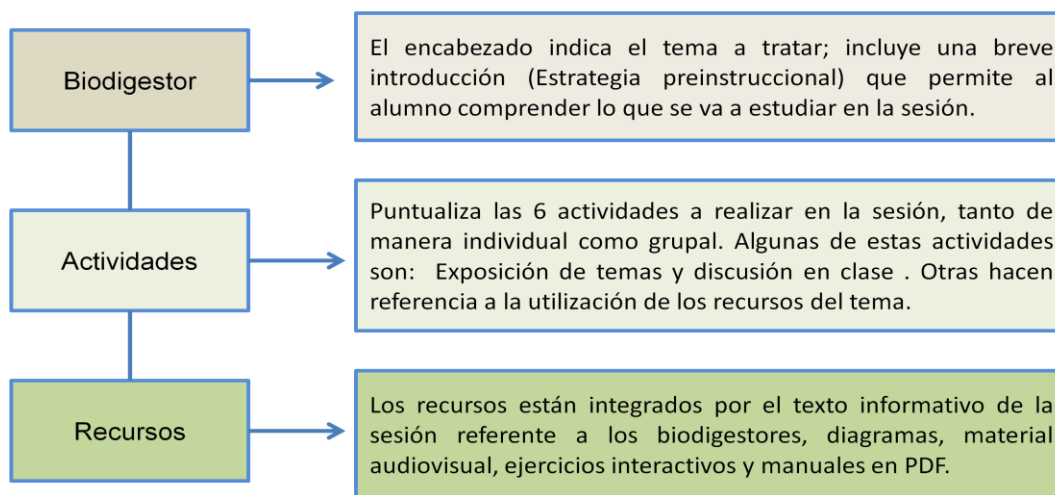 Biodigestor
El encabezado indica el tema a tratar; incluye una breve
introducción (Estrategia preinstruccional) que permite al
alumno comprender lo que se va a estudiar en la sesión.
Actividades
Puntualiza las 6 actividades a realizar en la sesión, tanto de
manera individual como grupal. Algunas de estas actividades
son: Exposición de temas y discusión en clase . Otras hacen
referencia a la utilización de los recursos del tema.
Recursos
Los recursos están integrados por el texto informativo de la
sesión referente a los biodigestores, diagramas, material
audiovisual, ejercicios interactivos y manuales en PDF.